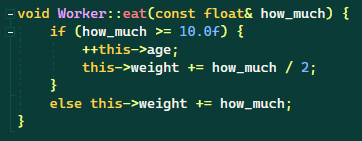 void Worker::eat(const float& how_much) {
    if (how_much >= 10.0f) {
        ++this->age;
        this->weight += how_much / 2;
    }
    else this->weight += how_much;
}